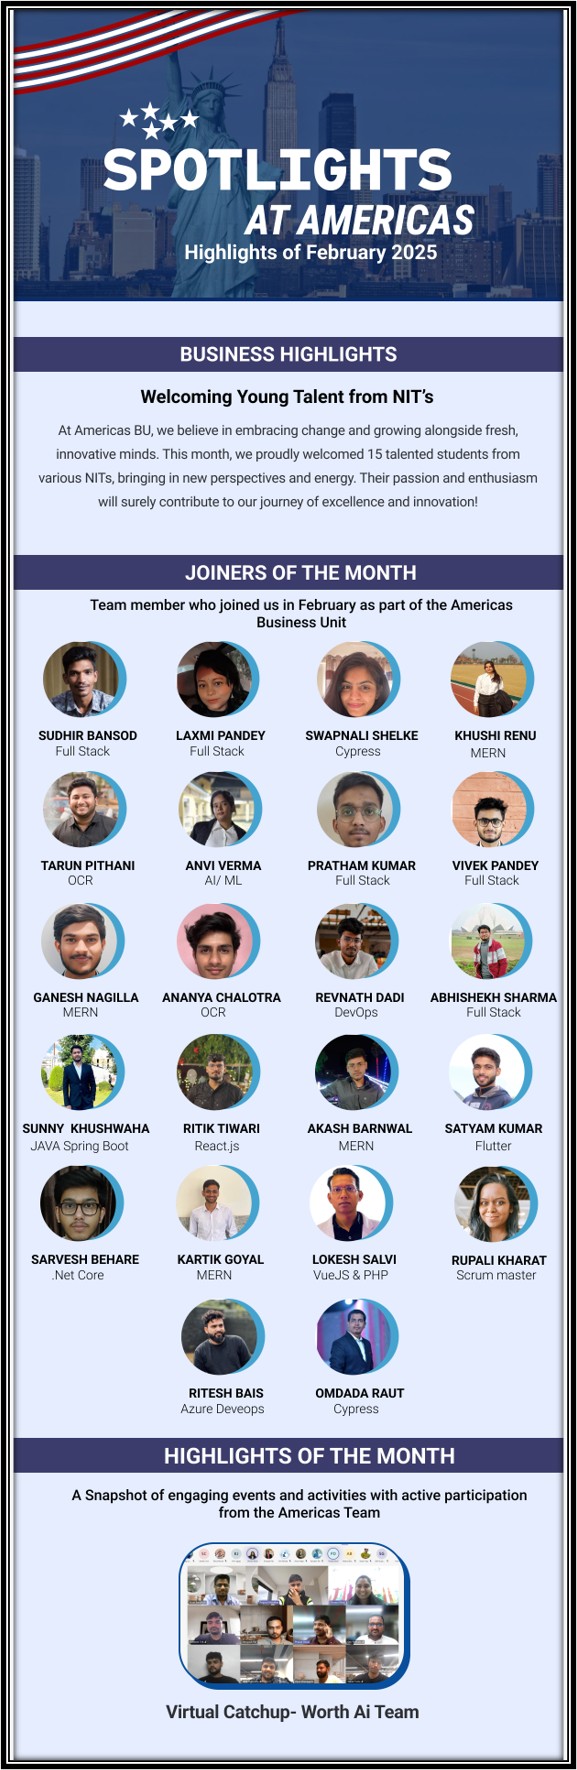 SPOTLIGHTS
AT AMERICAS
Highlights of February 2025
BUSINESS HIGHLIGHTS
Welcoming Young Talent from NIT's
At Americas BU, we believe in embracing change and growing alongside fresh,
innovative minds. This month, we proudly welcomed 15 talented students from
various NITs, bringing in new perspectives and energy. Their passion and enthusiasm
will surely contribute to our journey of excellence and innovation!
JOINERS OF THE MONTH
Team member who joined us in February as part of the Americas
Business Unit
SUDHIR BANSOD
Full Stack
LAXMI PANDEY
Full Stack
SWAPNALI SHELKE
Cypress
KHUSHI RENU
MERN
TARUN PITHANI
OCR
ANVI VERMA
AI/ ML
PRATHAM KUMAR
Full Stack
VIVEK PANDEY
Full Stack
GANESH NAGILLA
MERN
ANANYA CHALOTRA
OCR
REVNATH DADI
DevOps
ABHISHEKH SHARMA
Full Stack
SUNNY  KHUSHWAHA
JAVA Spring Boot
RITIK TIWARI
React.js
AKASH BARNWAL
MERN
SATYAM KUMAR
Flutter
SARVESH BEHARE
.Net Core
KARTIK GOYAL
MERN
LOKESH SALVI
VueJS & PHP
RUPALI KHARAT
Scrum master
RITESH BAIS
Azure Deveops
OMDADA RAUT
Cypress
HIGHLIGHTS OF THE MONTH
A Snapshot of engaging events and activities with active participation
from the Americas Team
Virtual Catchup- Worth Ai Team